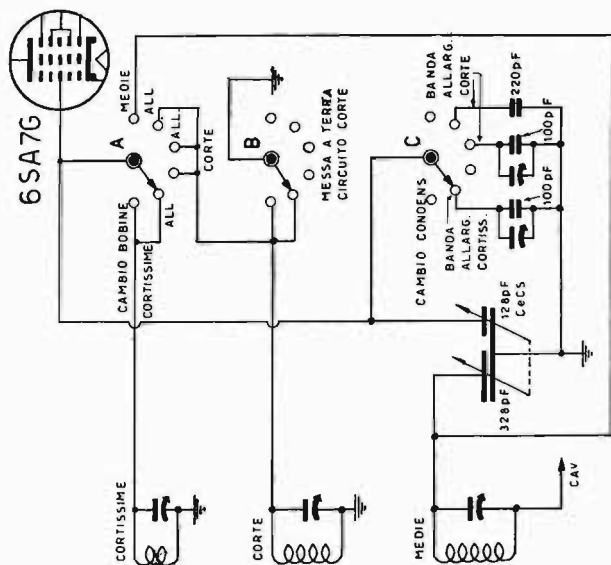 6SA7G
MEDIE
ALL
ALL.
CORTE
A
ALL
CAMBIO BOBINE
CORTISSIME
B
MESSA A TERRA
CIRCUITO CORTE
BANDA
ALLARG.
CORTE
220pF
100pF
100pF
C
CAMBIO CONDENS
BANDA
ALLARG.
CORTISS.
128pF
CeCS
328pF
CORTISSIME
CORTE
MEDIE
CAV